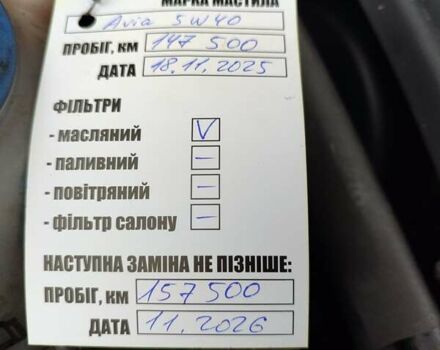 МАРКА МАСТИЛА
Avia 5W40
ПРОБІГ, км 147 500
ДАТА 18.11.2025
ФІЛЬТРИ
- масляний V
- паливний –
- повітряний –
- фільтр салону –
НАСТУПНА ЗАМІНА НЕ ПІЗНІШЕ:
ПРОБІГ, км 157 500
ДАТА 11.2026